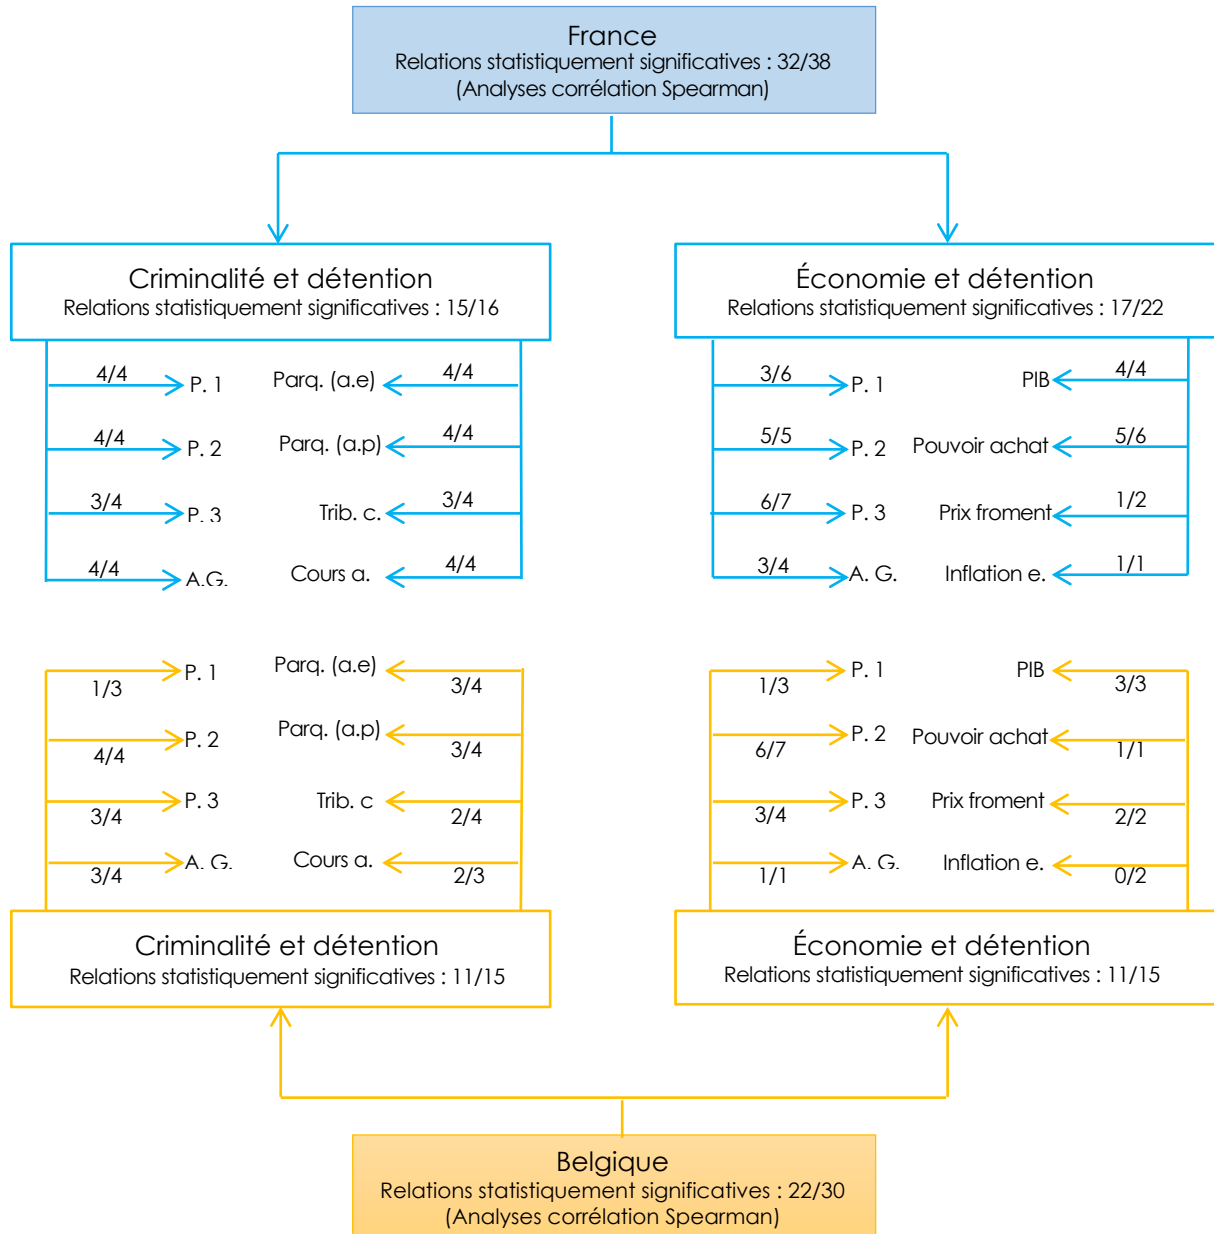 France
Relations statistiquement significatives : 32/38
(Analyses corrélation Spearman)
Criminalité et détention
Relations statistiquement significatives : 15/16
Économie et détention
Relations statistiquement significatives : 17/22
4/4 P. 1 Parq. (a.e) 4/4
4/4 P. 2 Parq. (a.p) 4/4
3/4 P. 3 Trib. c. 3/4
4/4 A.G. Cours a. 4/4
3/6 P. 1 PIB 4/4
5/5 P. 2 Pouvoir achat 5/6
6/7 P. 3 Prix froment 1/2
3/4 A. G. Inflation e. 1/1
1/3 P. 1 Parq. (a.e) 3/4
4/4 P. 2 Parq. (a.p) 3/4
3/4 P. 3 Trib. c 2/4
3/4 A. G. Cours a. 2/3
1/3 P. 1 PIB 3/3
6/7 P. 2 Pouvoir achat 1/1
3/4 P. 3 Prix froment 2/2
1/1 A. G. Inflation e. 0/2
Criminalité et détention
Relations statistiquement significatives : 11/15
Économie et détention
Relations statistiquement significatives : 11/15
Belgique
Relations statistiquement significatives : 22/30
(Analyses corrélation Spearman)